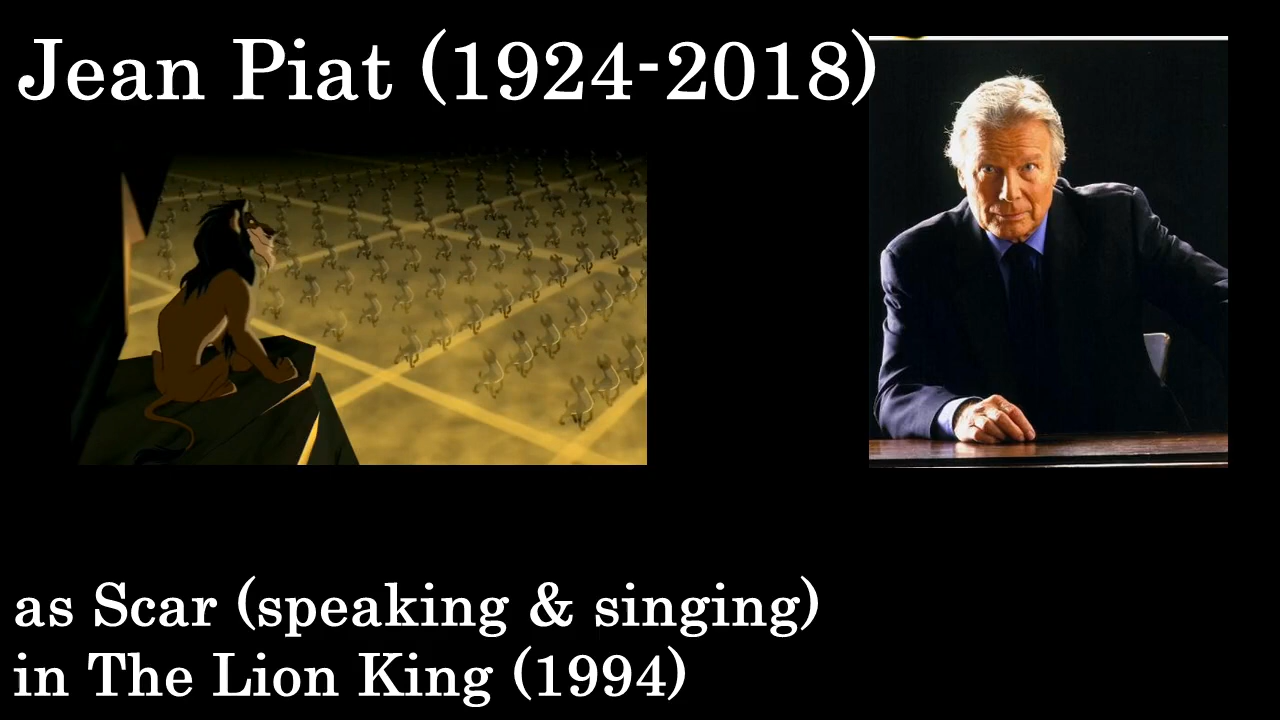 Jean Piat (1924-2018)
as Scar (speaking & singing)
in The Lion King (1994)